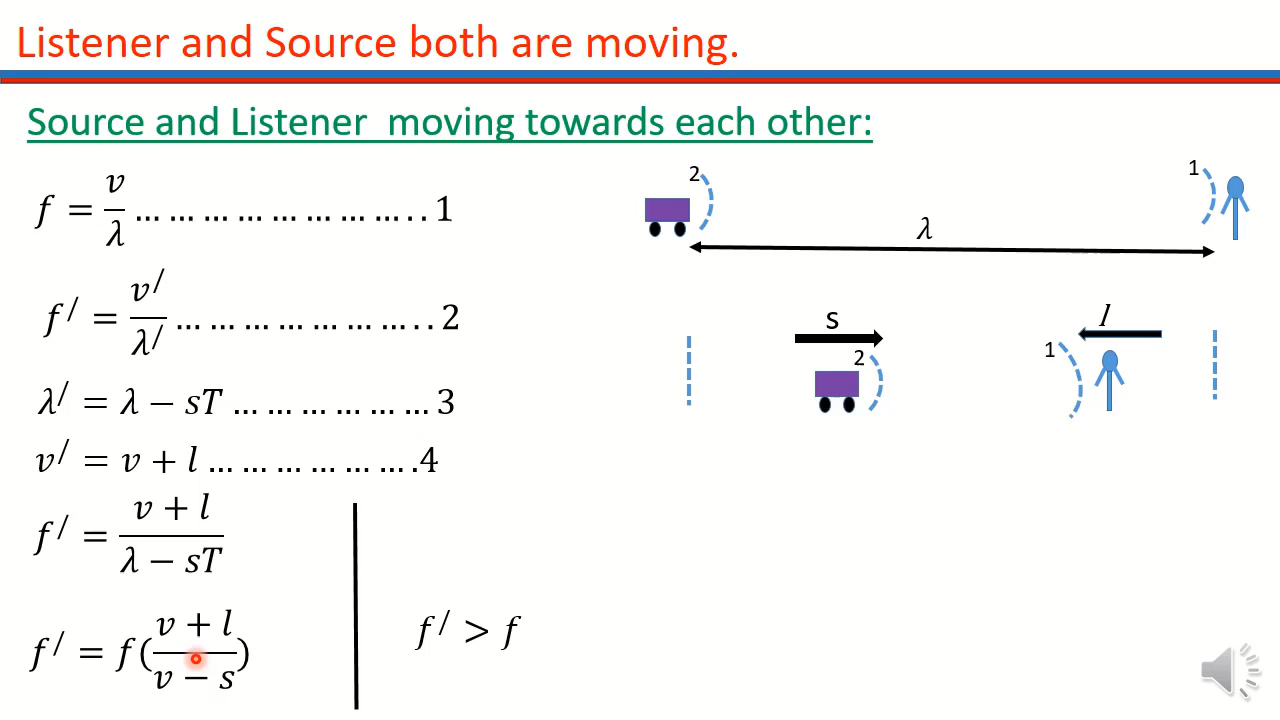 Listener and Source both are moving.
Source and Listener moving towards each other:
f = v/λ … … … … … … … … . . 1
f′ = v′/λ′ … … … … … … … . . 2
λ′ = λ − sT … … … … … … 3
v′ = v + l … … … … … … .4
f′ = (v + l)/(λ − sT)
f′ = f((v + l)/(v − s))
f′ > f
2
1
λ
s
l
2
1